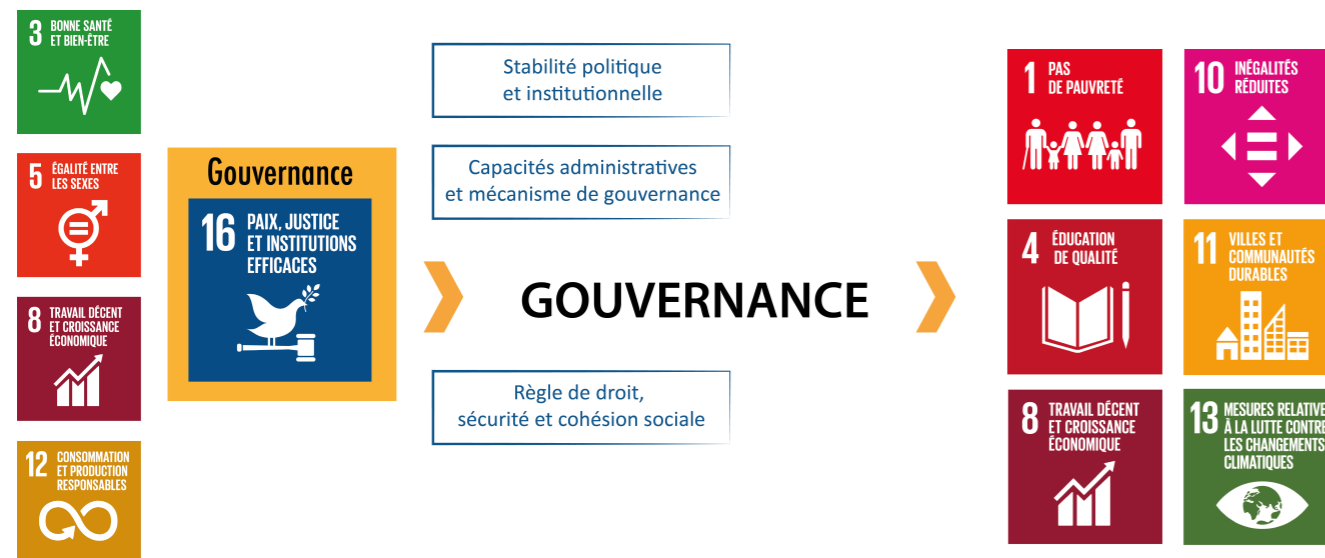 3 BONNE SANTÉ
ET BIEN-ÊTRE
5 ÉGALITÉ ENTRE
LES SEXES
8 TRAVAIL DÉCENT
ET CROISSANCE
ÉCONOMIQUE
12 CONSOMMATION
ET PRODUCTION
RESPONSABLES
Gouvernance
16 PAIX, JUSTICE
ET INSTITUTIONS
EFFICACES
Stabilité politique
et institutionnelle
Capacités administratives
et mécanisme de gouvernance
GOUVERNANCE
Règle de droit,
sécurité et cohésion sociale
1 PAS
DE PAUVRETÉ
10 INÉGALITÉS
RÉDUITES
4 ÉDUCATION
DE QUALITÉ
11 VILLES ET
COMMUNAUTÉS
DURABLES
8 TRAVAIL DÉCENT
ET CROISSANCE
ÉCONOMIQUE
13 MESURES RELATIVE
À LA LUTTE CONTRE
LES CHANGEMENTS
CLIMATIQUES